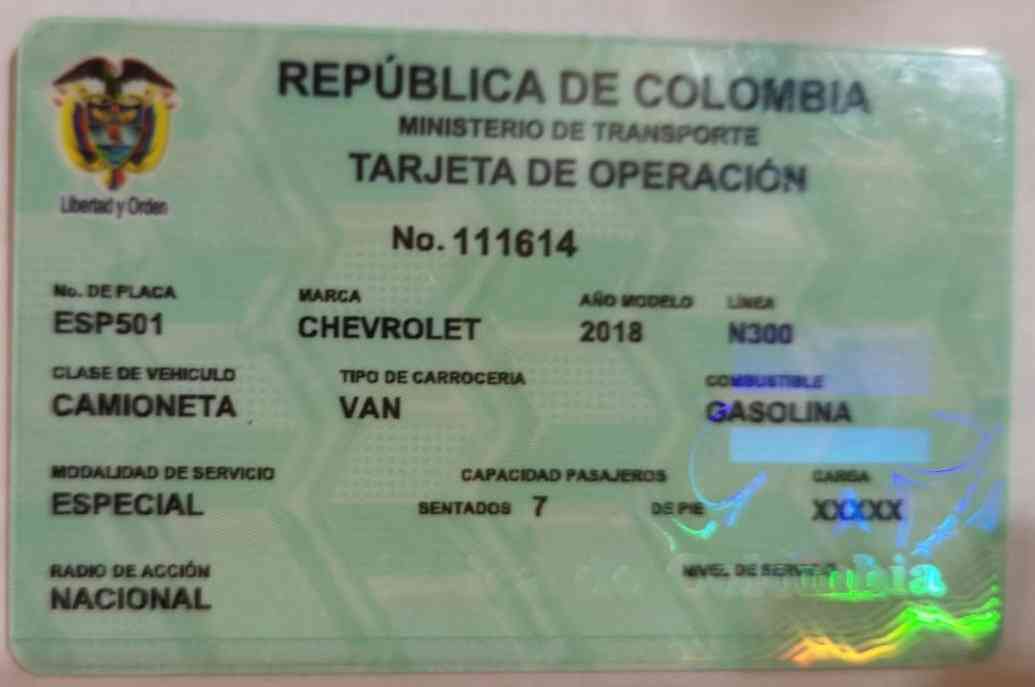 REPÚBLICA DE COLOMBIA
MINISTERIO DE TRANSPORTE
TARJETA DE OPERACIÓN
Libertad y Orden
No. 111614
No. DE PLACA MARCA AÑO MODELO LÍNEA
ESP501 CHEVROLET 2018 N300
CLASE DE VEHICULO TIPO DE CARROCERIA COMBUSTIBLE
CAMIONETA VAN GASOLINA
MODALIDAD DE SERVICIO CAPACIDAD PASAJEROS CARGA
ESPECIAL SENTADOS 7 DE PIE XXXXX
RADIO DE ACCIÓN NIVEL DE SERVICIO
NACIONAL